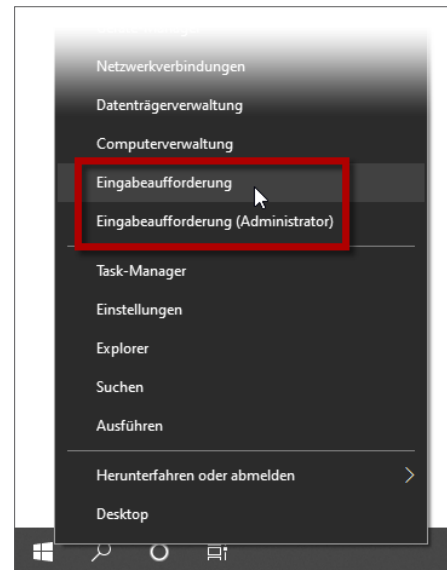 Netzwerkverbindungen
Datenträgerverwaltung
Computerverwaltung
Eingabeaufforderung
Eingabeaufforderung (Administrator)
Task-Manager
Einstellungen
Explorer
Suchen
Ausführen
Herunterfahren oder abmelden
Desktop